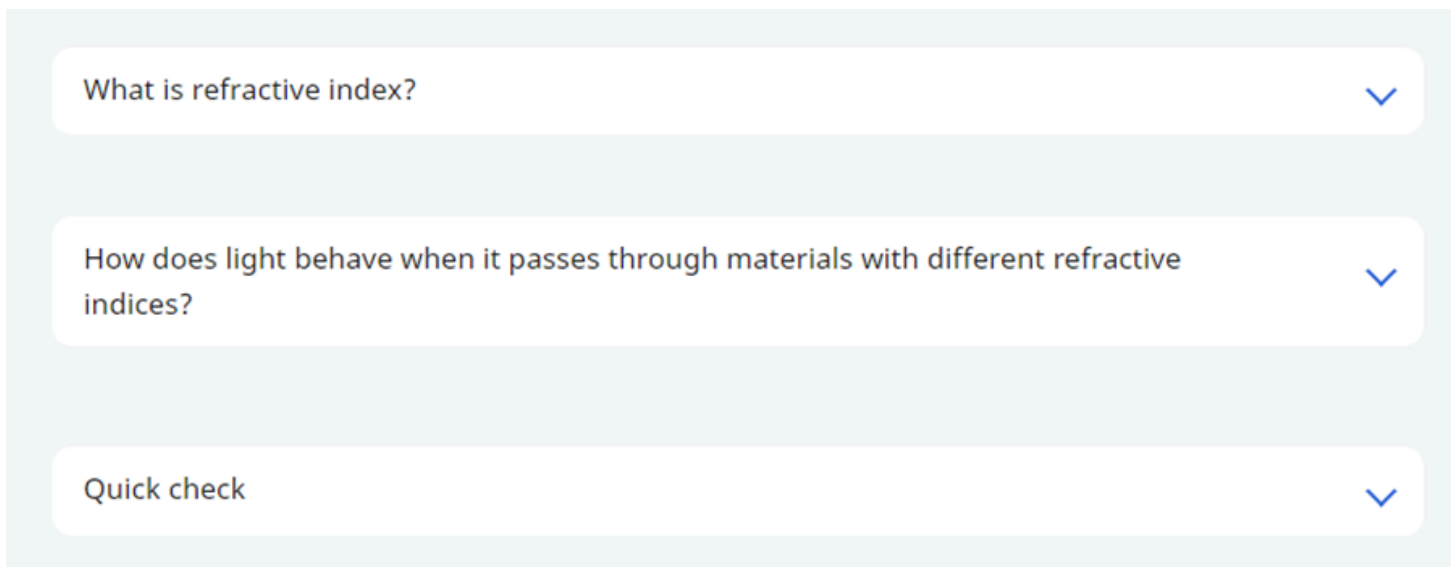 What is refractive index?
How does light behave when it passes through materials with different refractive
indices?
Quick check